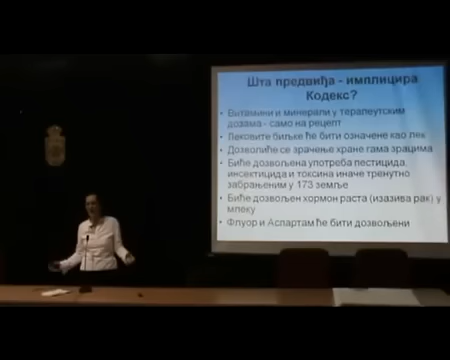 Шта предвиђа - имплицира
Кодекс?
• Витамини и минерали у терапеутским
дозама - само на рецепт
• Лековите биљке ће бити означене као лек
• Дозволиће се зрачење хране гама зрацима
• Биће дозвољена употреба пестицида,
инсектицида и токсина иначе тренутно
забрањеним у 173 земље
• Биће дозвољен хормон раста (изазива рак) у
млеку
• Флуор и Аспартам ће бити дозвољени